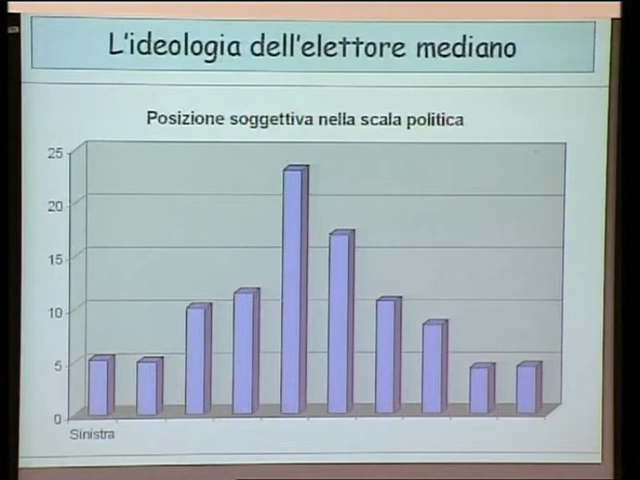 L'ideologia dell'elettore mediano
Posizione soggettiva nella scala politica
25
20
15
10
5
0
Sinistra